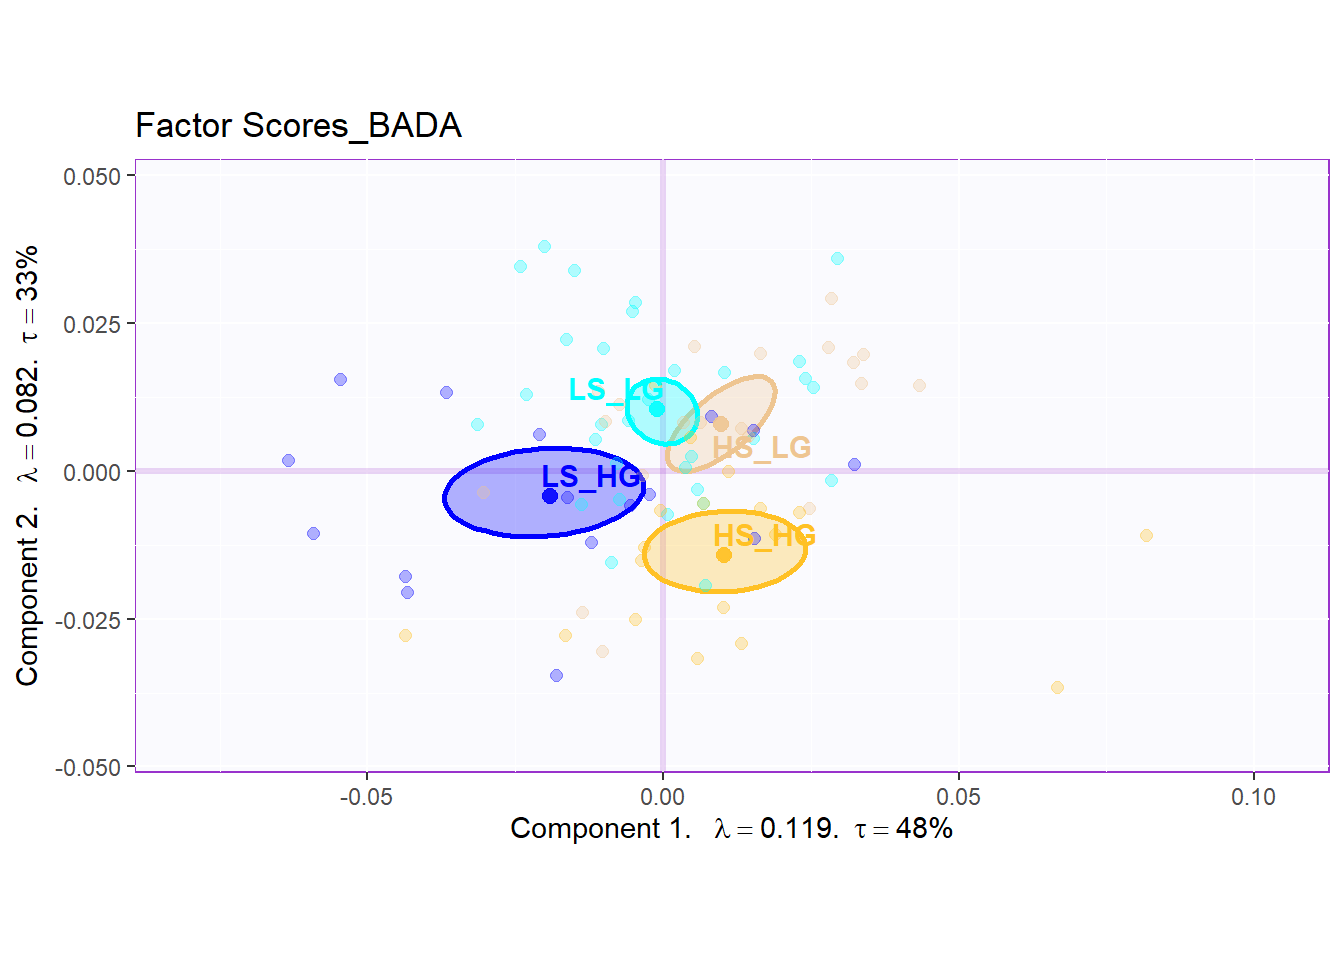 Factor Scores_BADA
0.050
0.025
0.000
-0.025
-0.050
Component 2. λ = 0.082. τ = 33%
LS_LG
HS_LG
LS_HG
HS_HG
-0.05
0.00
0.05
0.10
Component 1. λ = 0.119. τ = 48%